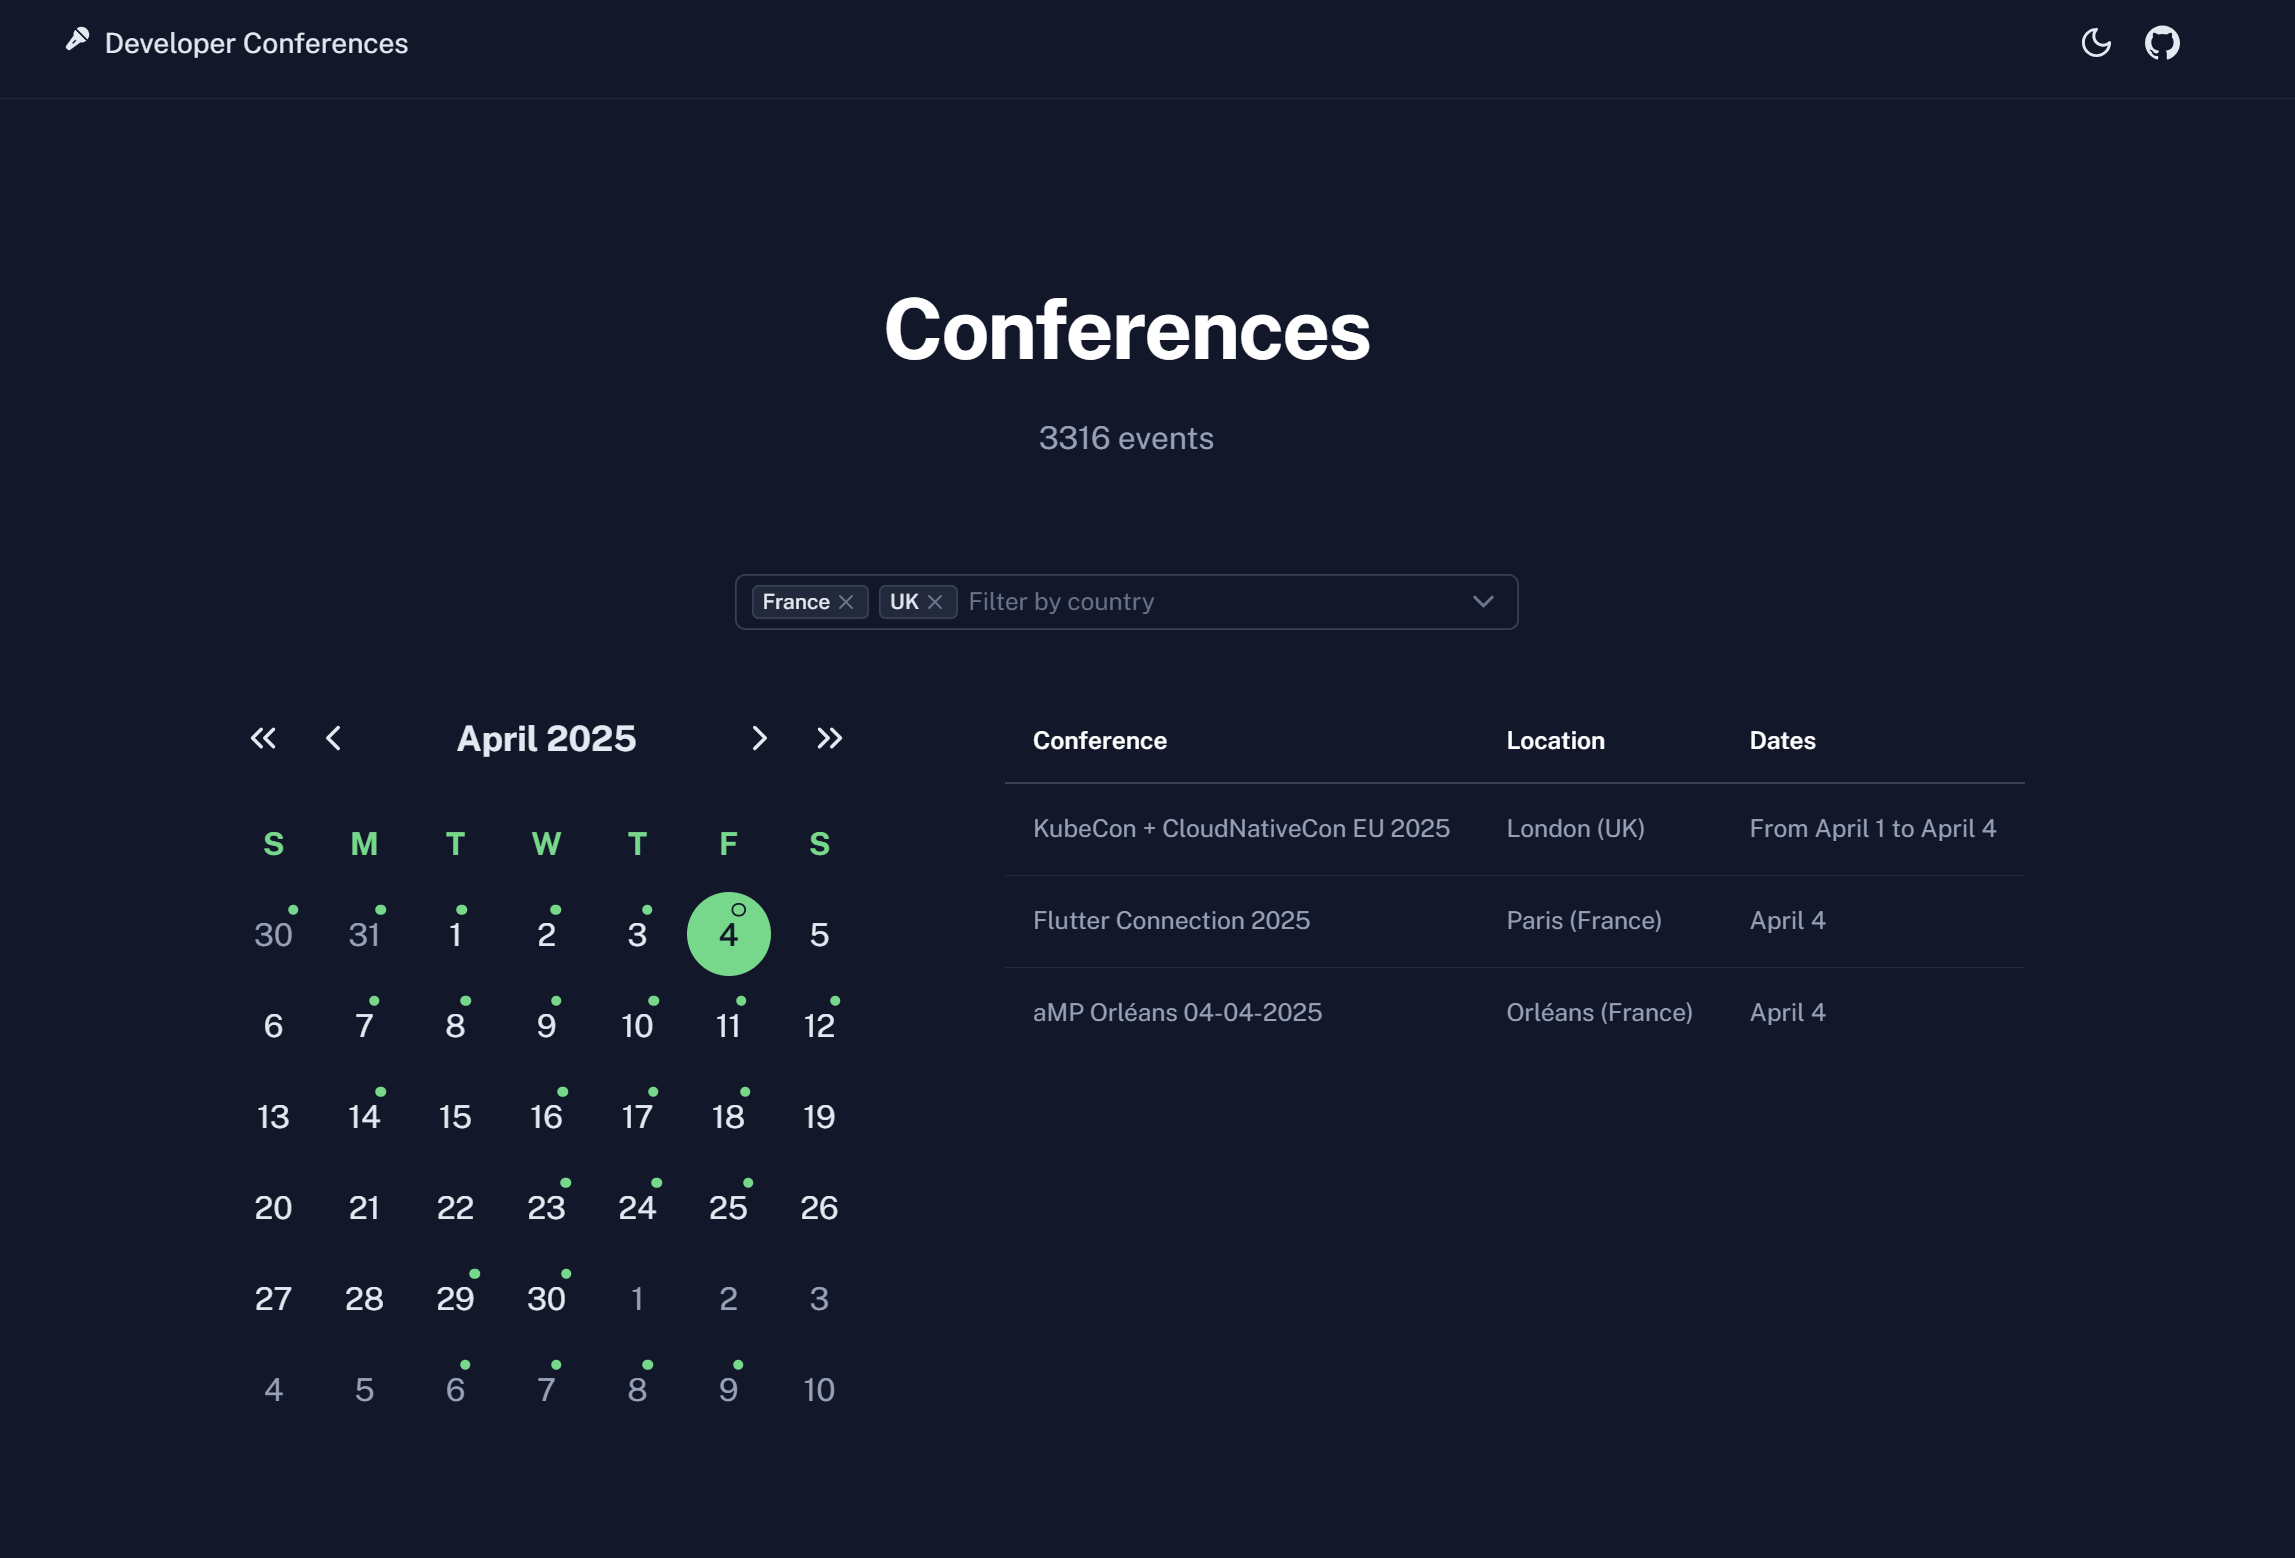 Developer Conferences
Conferences
3316 events
France UK Filter by country
April 2025
S M T W T F S
30 31 1 2 3 4 5
6 7 8 9 10 11 12
13 14 15 16 17 18 19
20 21 22 23 24 25 26
27 28 29 30 1 2 3
4 5 6 7 8 9 10
Conference Location Dates
KubeCon + CloudNativeCon EU 2025 London (UK) From April 1 to April 4
Flutter Connection 2025 Paris (France) April 4
aMP Orléans 04-04-2025 Orléans (France) April 4